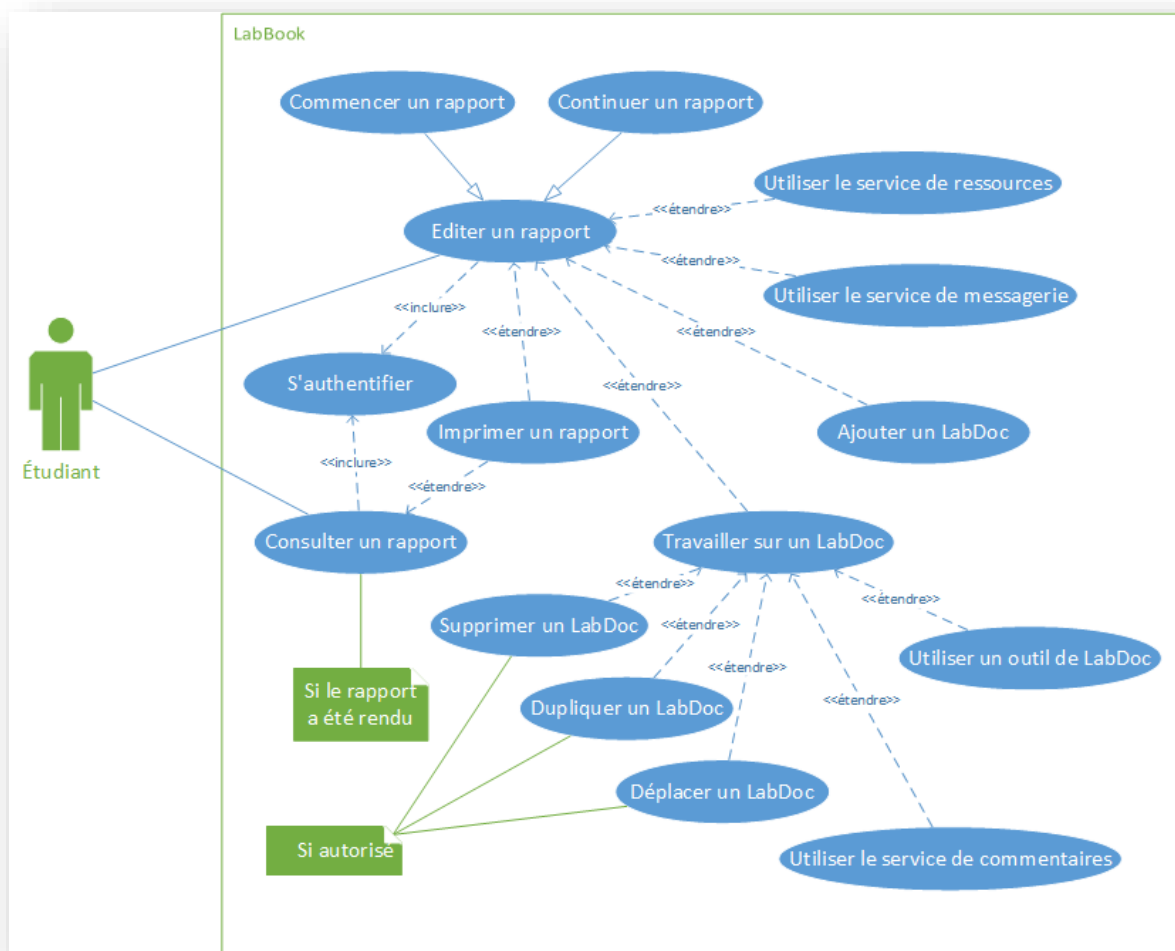 LabBook
Commencer un rapport
Continuer un rapport
Utiliser le service de ressources
<<étendre>>
Editer un rapport
<<étendre>>
Utiliser le service de messagerie
<<inclure>>
<<étendre>>
<<étendre>>
S'authentifier
<<étendre>>
Imprimer un rapport
Ajouter un LabDoc
Étudiant
<<inclure>>
<<étendre>>
Consulter un rapport
Travailler sur un LabDoc
<<étendre>>
<<étendre>>
Supprimer un LabDoc
<<étendre>>
Utiliser un outil de LabDoc
<<étendre>>
Si le rapport
a été rendu
<<étendre>>
Dupliquer un LabDoc
Déplacer un LabDoc
Si autorisé
Utiliser le service de commentaires